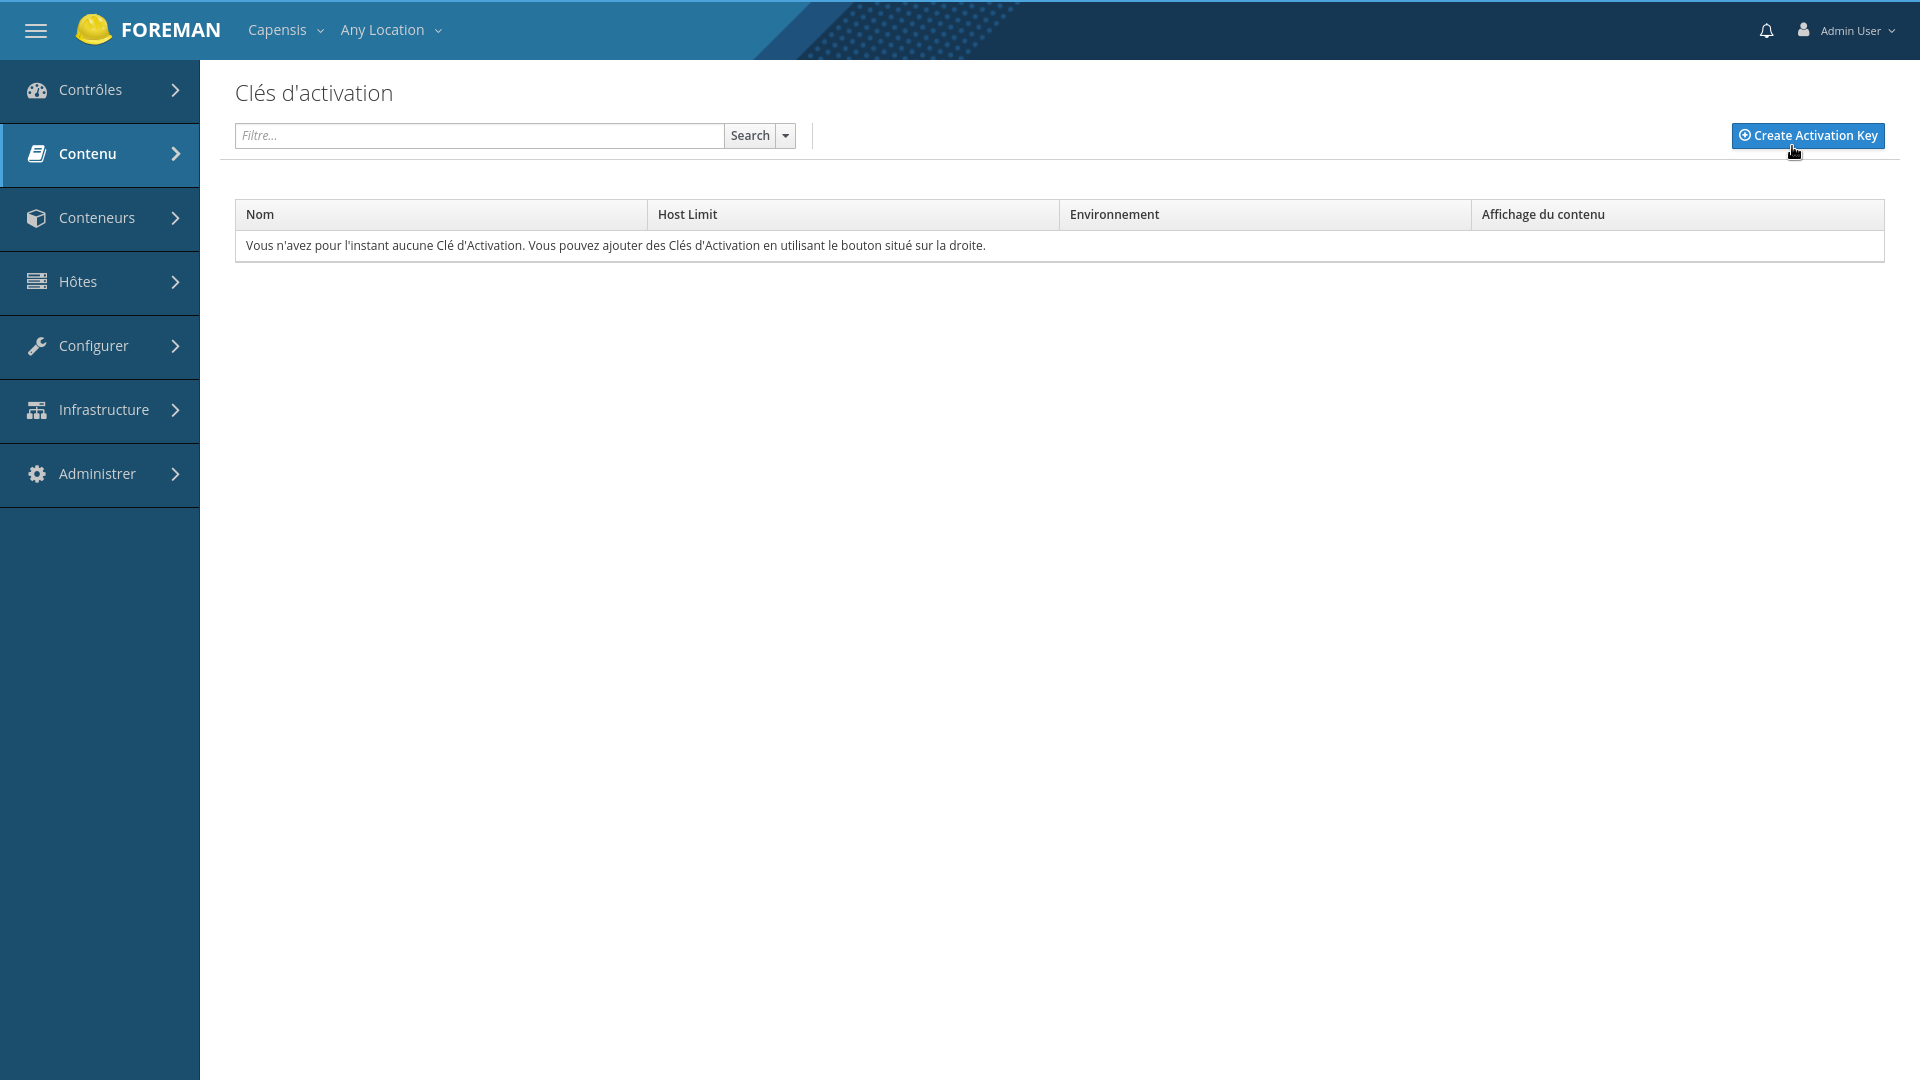 FOREMAN
Capensis
Any Location
Admin User
Contrôles
Contenu
Conteneurs
Hôtes
Configurer
Infrastructure
Administrer
Clés d'activation
Filtre...
Search
Create Activation Key
Nom
Host Limit
Environnement
Affichage du contenu
Vous n'avez pour l'instant aucune Clé d'Activation. Vous pouvez ajouter des Clés d'Activation en utilisant le bouton situé sur la droite.